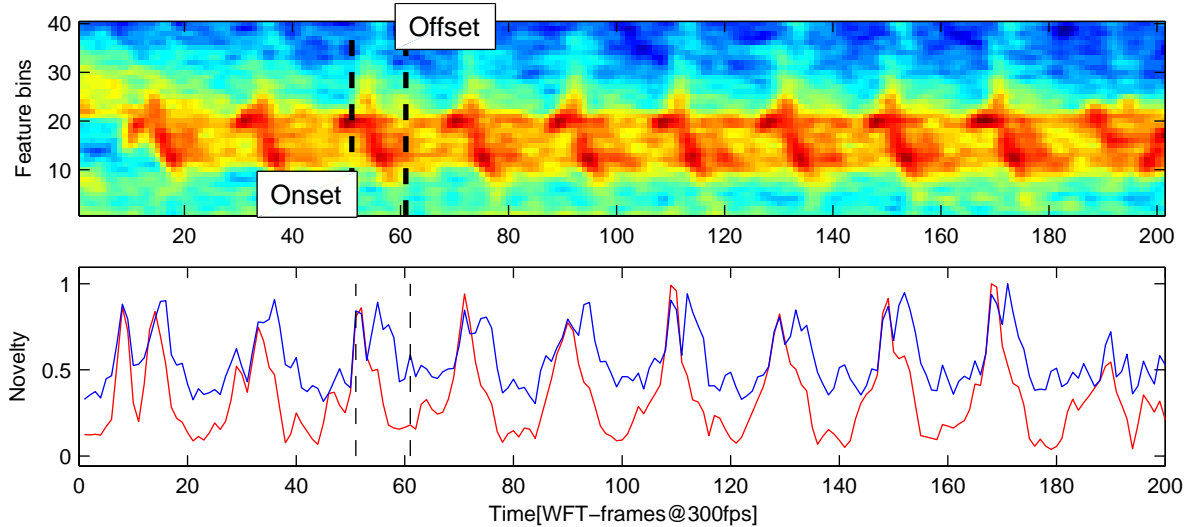 Offset
Onset
Feature bins
40
30
20
10
20 40 60 80 100 120 140 160 180 200
Novelty
1
0.5
0
0 20 40 60 80 100 120 140 160 180 200
Time[WFT-frames@300fps]